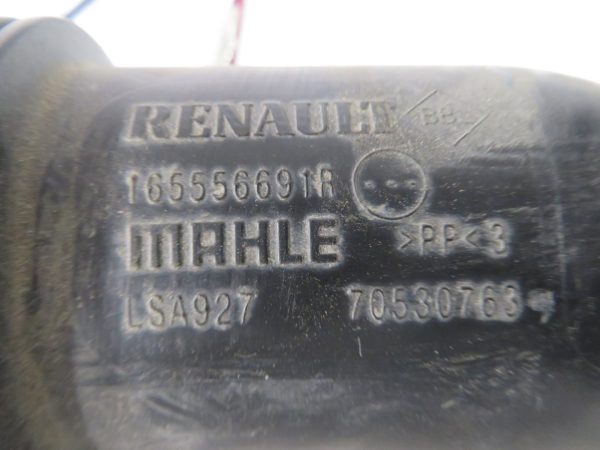 RENAULT
165556691R
MAHLE >PP<3
LSA927 70530763